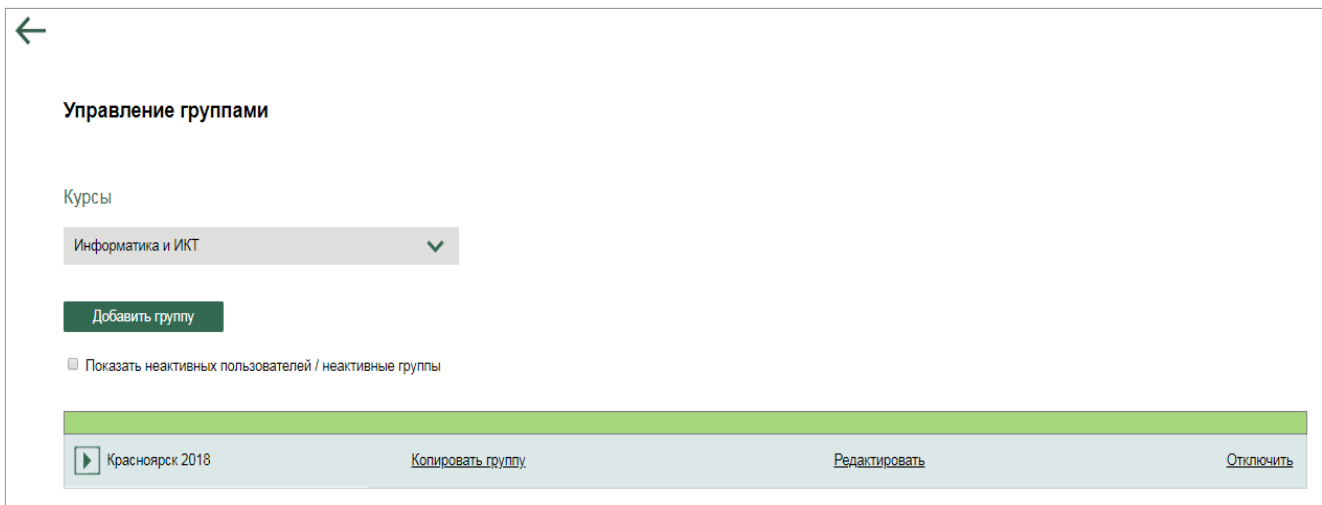 Управление группами
Курсы
Информатика и ИКТ
Добавить группу
Показать неактивных пользователей / неактивные группы
Красноярск 2018 Копировать группу Редактировать Отключить